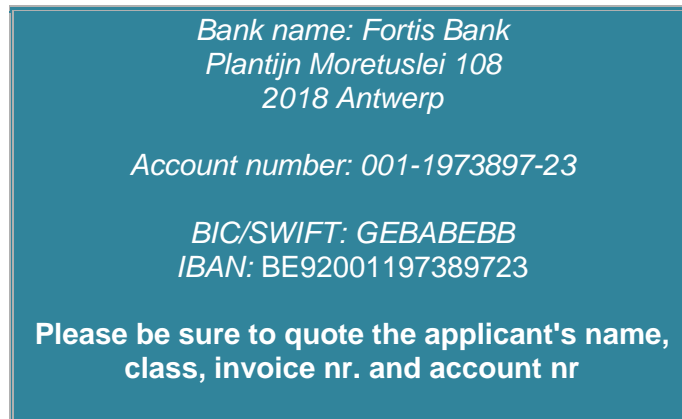 Bank name: Fortis Bank
Plantijn Moretuslei 108
2018 Antwerp
Account number: 001-1973897-23
BIC/SWIFT: GEBABEBB
IBAN: BE92001197389723
Please be sure to quote the applicant's name,
class, invoice nr. and account nr